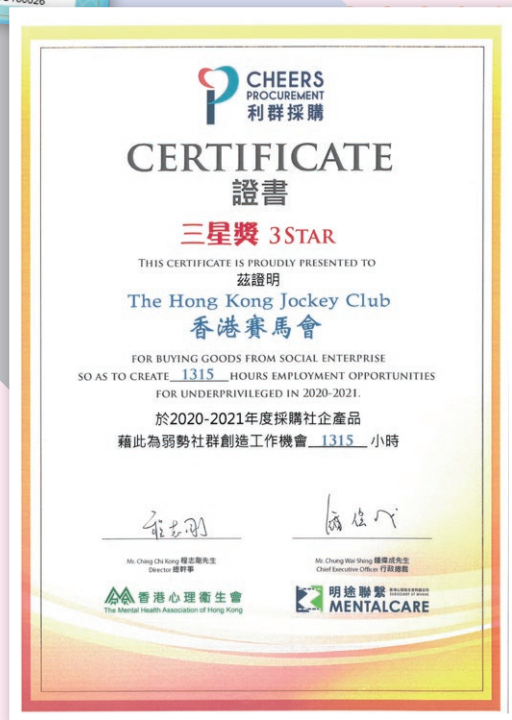 CHEERS
PROCUREMENT
利群採購
CERTIFICATE
證書
三星獎 3 STAR
THIS CERTIFICATE IS PROUDLY PRESENTED TO
茲證明
The Hong Kong Jockey Club
香港賽馬會
FOR BUYING GOODS FROM SOCIAL ENTERPRISE
SO AS TO CREATE 1315 HOURS EMPLOYMENT OPPORTUNITIES
FOR UNDERPRIVILEGED IN 2020-2021.
於2020-2021年度採購社企產品
藉此為弱勢社群創造工作機會 1315 小時
Mr. Ching Chi Kong 程志剛先生
Director 總幹事
香港心理衞生會
The Mental Health Association of Hong Kong
Mr. Chung Wai Shing 鍾偉成先生
Chief Executive Officer 行政總裁
明途聯繫
MENTALCARE